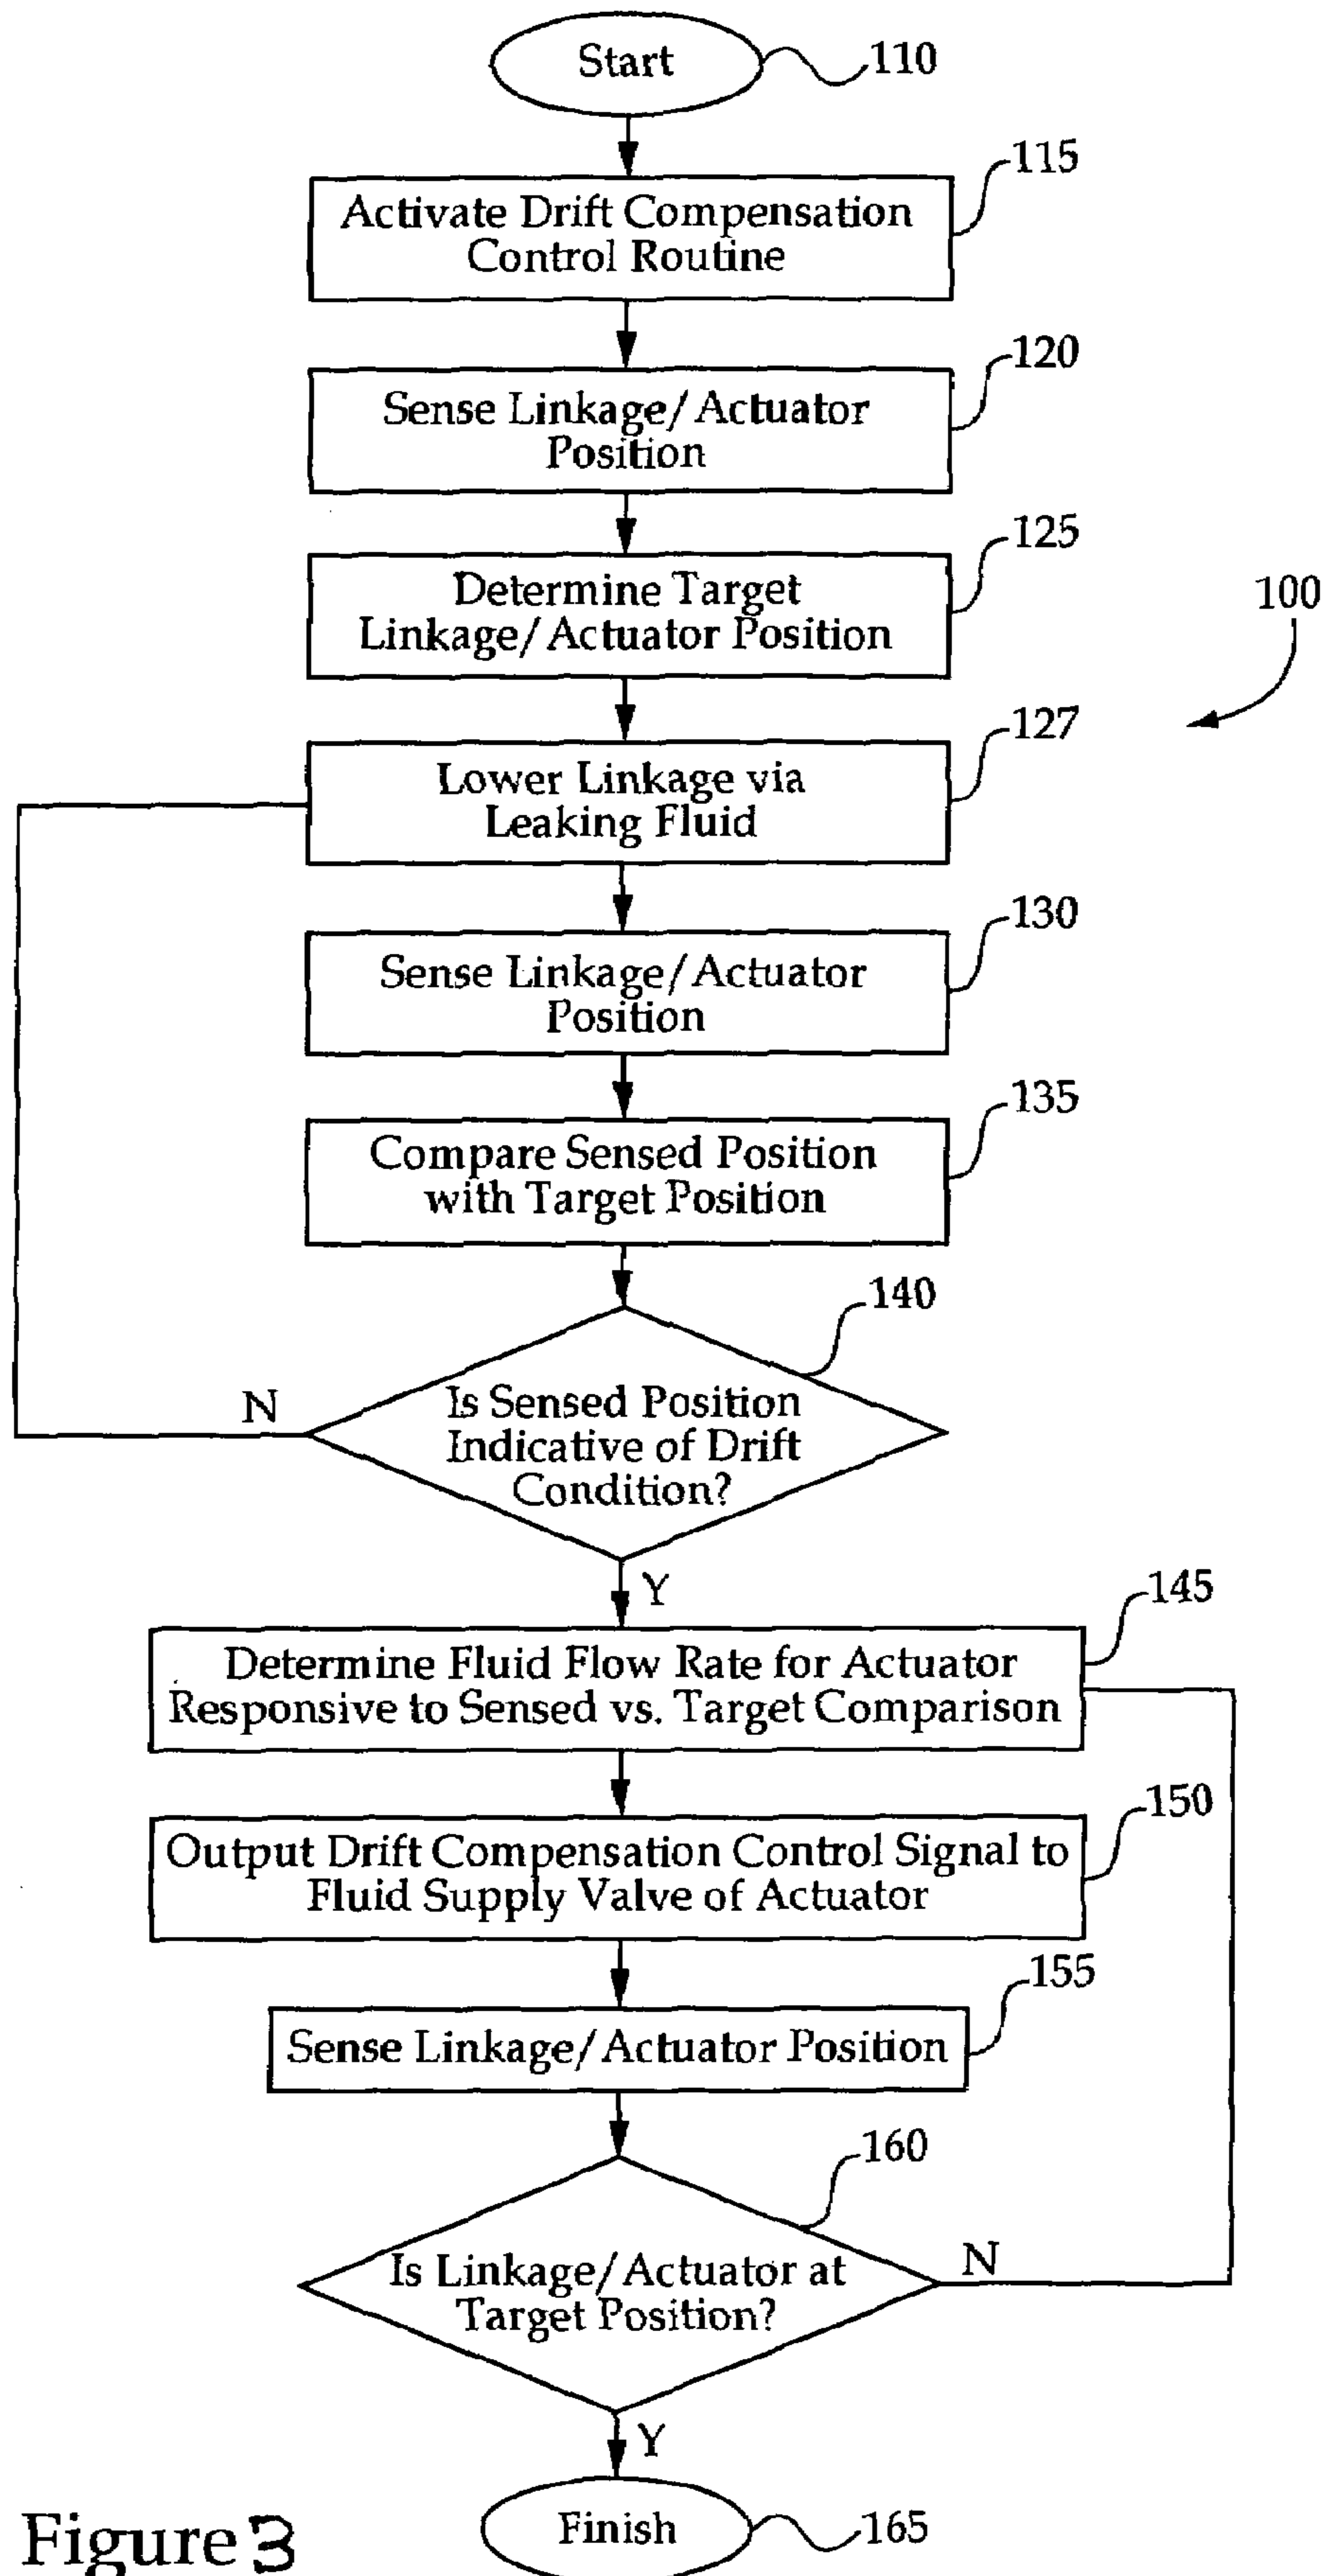 Start
110
Activate Drift Compensation
Control Routine
115
Sense Linkage/Actuator
Position
120
Determine Target
Linkage/Actuator Position
125
100
Lower Linkage via
Leaking Fluid
127
Sense Linkage/Actuator
Position
130
Compare Sensed Position
with Target Position
135
Is Sensed Position
Indicative of Drift
Condition?
140
N
Y
Determine Fluid Flow Rate for Actuator
Responsive to Sensed vs. Target Comparison
145
Output Drift Compensation Control Signal to
Fluid Supply Valve of Actuator
150
Sense Linkage/Actuator Position
155
Is Linkage/Actuator at
Target Position?
160
N
Y
Finish
165
Figure 3